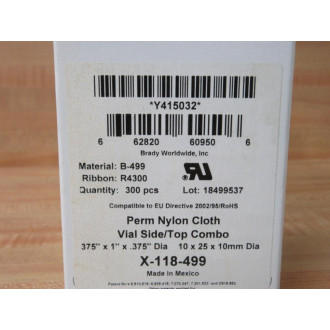 *Y415032*
6 62820 60950 6
Brady Worldwide, Inc
Material: B-499
Ribbon: R4300
Quantity: 300 pcs
Lot: 18499537
Compatible to EU Directive 2002/95/RoHS
Perm Nylon Cloth
Vial Side/Top Combo
375" x 1" x .375" Dia 10 x 25 x 10mm Dia
X-118-499
Made In Mexico